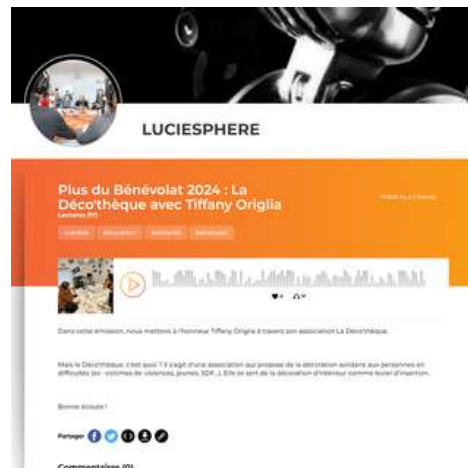 LUCIESPHERE
Plus du Bénévolat 2024 : La
Déco'thèque avec Tiffany Origlia
Lectures (17)
éducation solidarité bénévolat
Dans cette émission, nous mettons à l'honneur Tiffany Origlia à travers son association La Déco'thèque.
Mais la Déco'thèque, c'est quoi ? Il s'agit d'une association qui propose de la décoration solidaire aux personnes en
difficultés (ex : victimes de violences, jeunes, SDF...). Elle se sert de la décoration d'intérieur comme levier d'insertion.
Bonne écoute !
Partager
Commentaires (0)